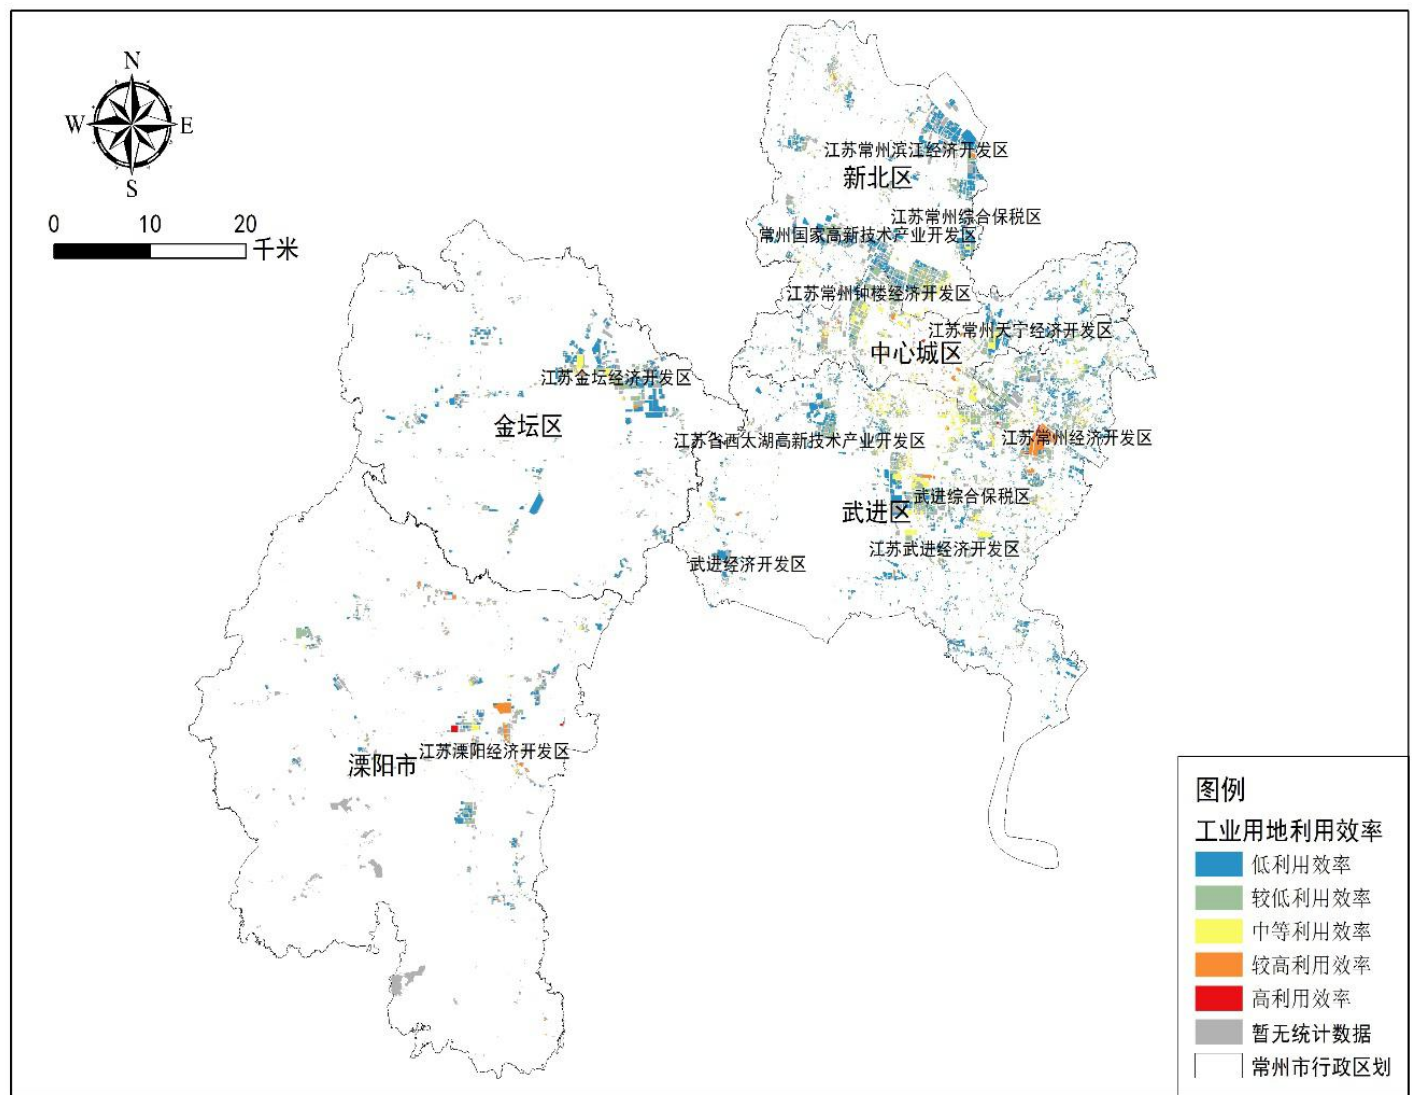 N
W
E
S
0
10
20
千米
江苏常州滨江经济开发区
新北区
江苏常州综合保税区
常州国家高新技术产业开发区
江苏常州钟楼经济开发区
江苏常州天宁经济开发区
中心城区
江苏金坛经济开发区
金坛区
江苏省西太湖高新技术产业开发区
江苏常州经济开发区
武进综合保税区
武进区
江苏武进经济开发区
武进经济开发区
江苏溧阳经济开发区
溧阳市
图例
工业用地利用效率
低利用效率
较低利用效率
中等利用效率
较高利用效率
高利用效率
暂无统计数据
常州市行政区划